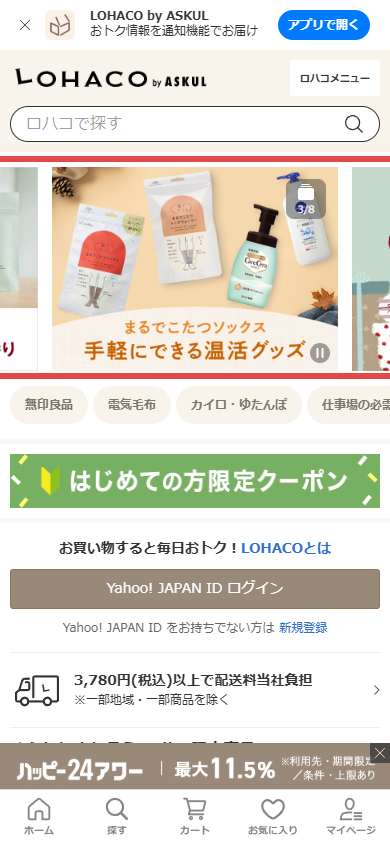 LOHACO by ASKUL
おトク情報を通知機能でお届け
アプリで開く
LOHACO by ASKUL
ロハコメニュー
ロハコで探す
3/8
まるでこたつソックス
手軽にできる温活グッズ
無印良品
電気毛布
カイロ・ゆたんぽ
仕事場の必需
はじめての方限定クーポン
お買い物すると毎日おトク！LOHACOとは
Yahoo! JAPAN ID ログイン
Yahoo! JAPAN ID をお持ちでない方は 新規登録
3,780円(税込)以上で配送料当社負担
※一部地域・一部商品を除く
ハッピー24アワー
最大11.5%
※利用先・期間限定
／条件・上限あり
ホーム
探す
カート
お気に入り
マイページ